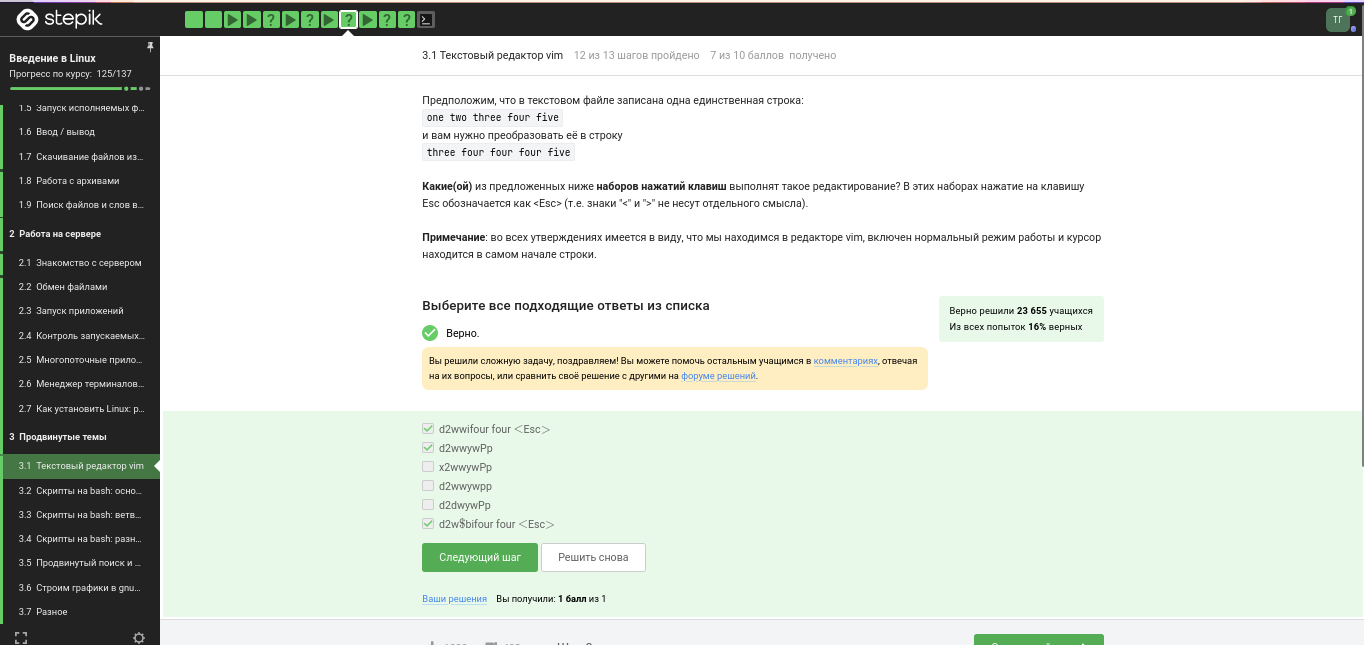 stepik
ТГ
1
Введение в Linux
Прогресс по курсу: 125/137
1.5 Запуск исполняемых ф...
1.6 Ввод / вывод
1.7 Скачивание файлов из...
1.8 Работа с архивами
1.9 Поиск файлов и слов в...
2 Работа на сервере
2.1 Знакомство с сервером
2.2 Обмен файлами
2.3 Запуск приложений
2.4 Контроль запускаемых...
2.5 Многопоточные прило...
2.6 Менеджер терминалов...
2.7 Как установить Linux: р...
3 Продвинутые темы
3.1 Текстовый редактор vim
3.2 Скрипты на bash: осно...
3.3 Скрипты на bash: ветв...
3.4 Скрипты на bash: разн...
3.5 Продвинутый поиск и ...
3.6 Строим графики в gnu...
3.7 Разное
3.1 Текстовый редактор vim 12 из 13 шагов пройдено 7 из 10 баллов получено
Предположим, что в текстовом файле записана одна единственная строка:
one two three four five
и вам нужно преобразовать её в строку
three four four four five
Какие(ой) из предложенных ниже наборов нажатий клавиш выполнят такое редактирование? В этих наборах нажатие на клавишу
Esc обозначается как <Esc> (т.е. знаки "<" и ">" не несут отдельного смысла).
Примечание: во всех утверждениях имеется в виду, что мы находимся в редакторе vim, включен нормальный режим работы и курсор
находится в самом начале строки.
Выберите все подходящие ответы из списка
Верно.
Верно решили 23 655 учащихся
Из всех попыток 16% верных
Вы решили сложную задачу, поздравляем! Вы можете помочь остальным учащимся в комментариях, отвечая
на их вопросы, или сравнить своё решение с другими на форуме решений.
d2wwifour four <Esc>
d2wwywPp
x2wwywPp
d2wwywpp
d2dwywPp
d2w$bifour four <Esc>
Следующий шаг
Решить снова
Ваши решения Вы получили: 1 балл из 1